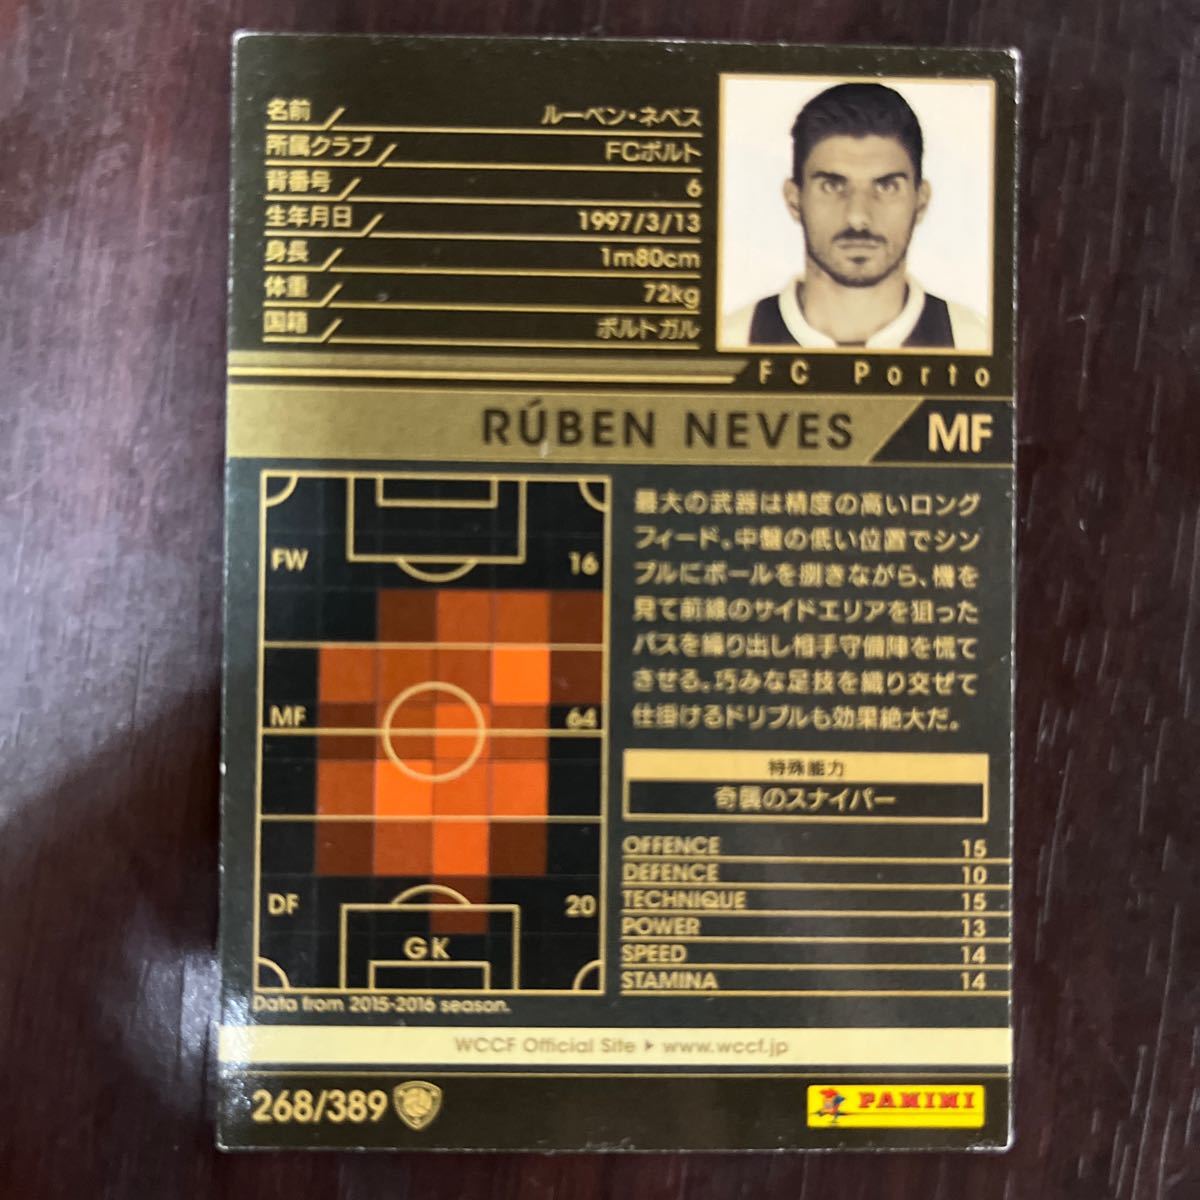 名前 ルーベン・ネベス
所属クラブ FCポルト
背番号 6
生年月日 1997/3/13
身長 1m80cm
体重 72kg
国籍 ポルトガル
FC Porto
RÚBEN NEVES MF
FW 16
MF 64
DF 20
GK
Data from 2015-2016 season.
最大の武器は精度の高いロング
フィード。中盤の低い位置でシン
プルにボールを捌きながら、機を
見て前線のサイドエリアを狙った
パスを繰り出し相手守備陣を慌て
させる。巧みな足技を織り交ぜて
仕掛けるドリブルも効果絶大だ。
特殊能力
奇襲のスナイパー
OFFENCE 15
DEFENCE 10
TECHNIQUE 15
POWER 13
SPEED 14
STAMINA 14
WCCF Official Site ▶ www.wccf.jp
268/389
PANINI